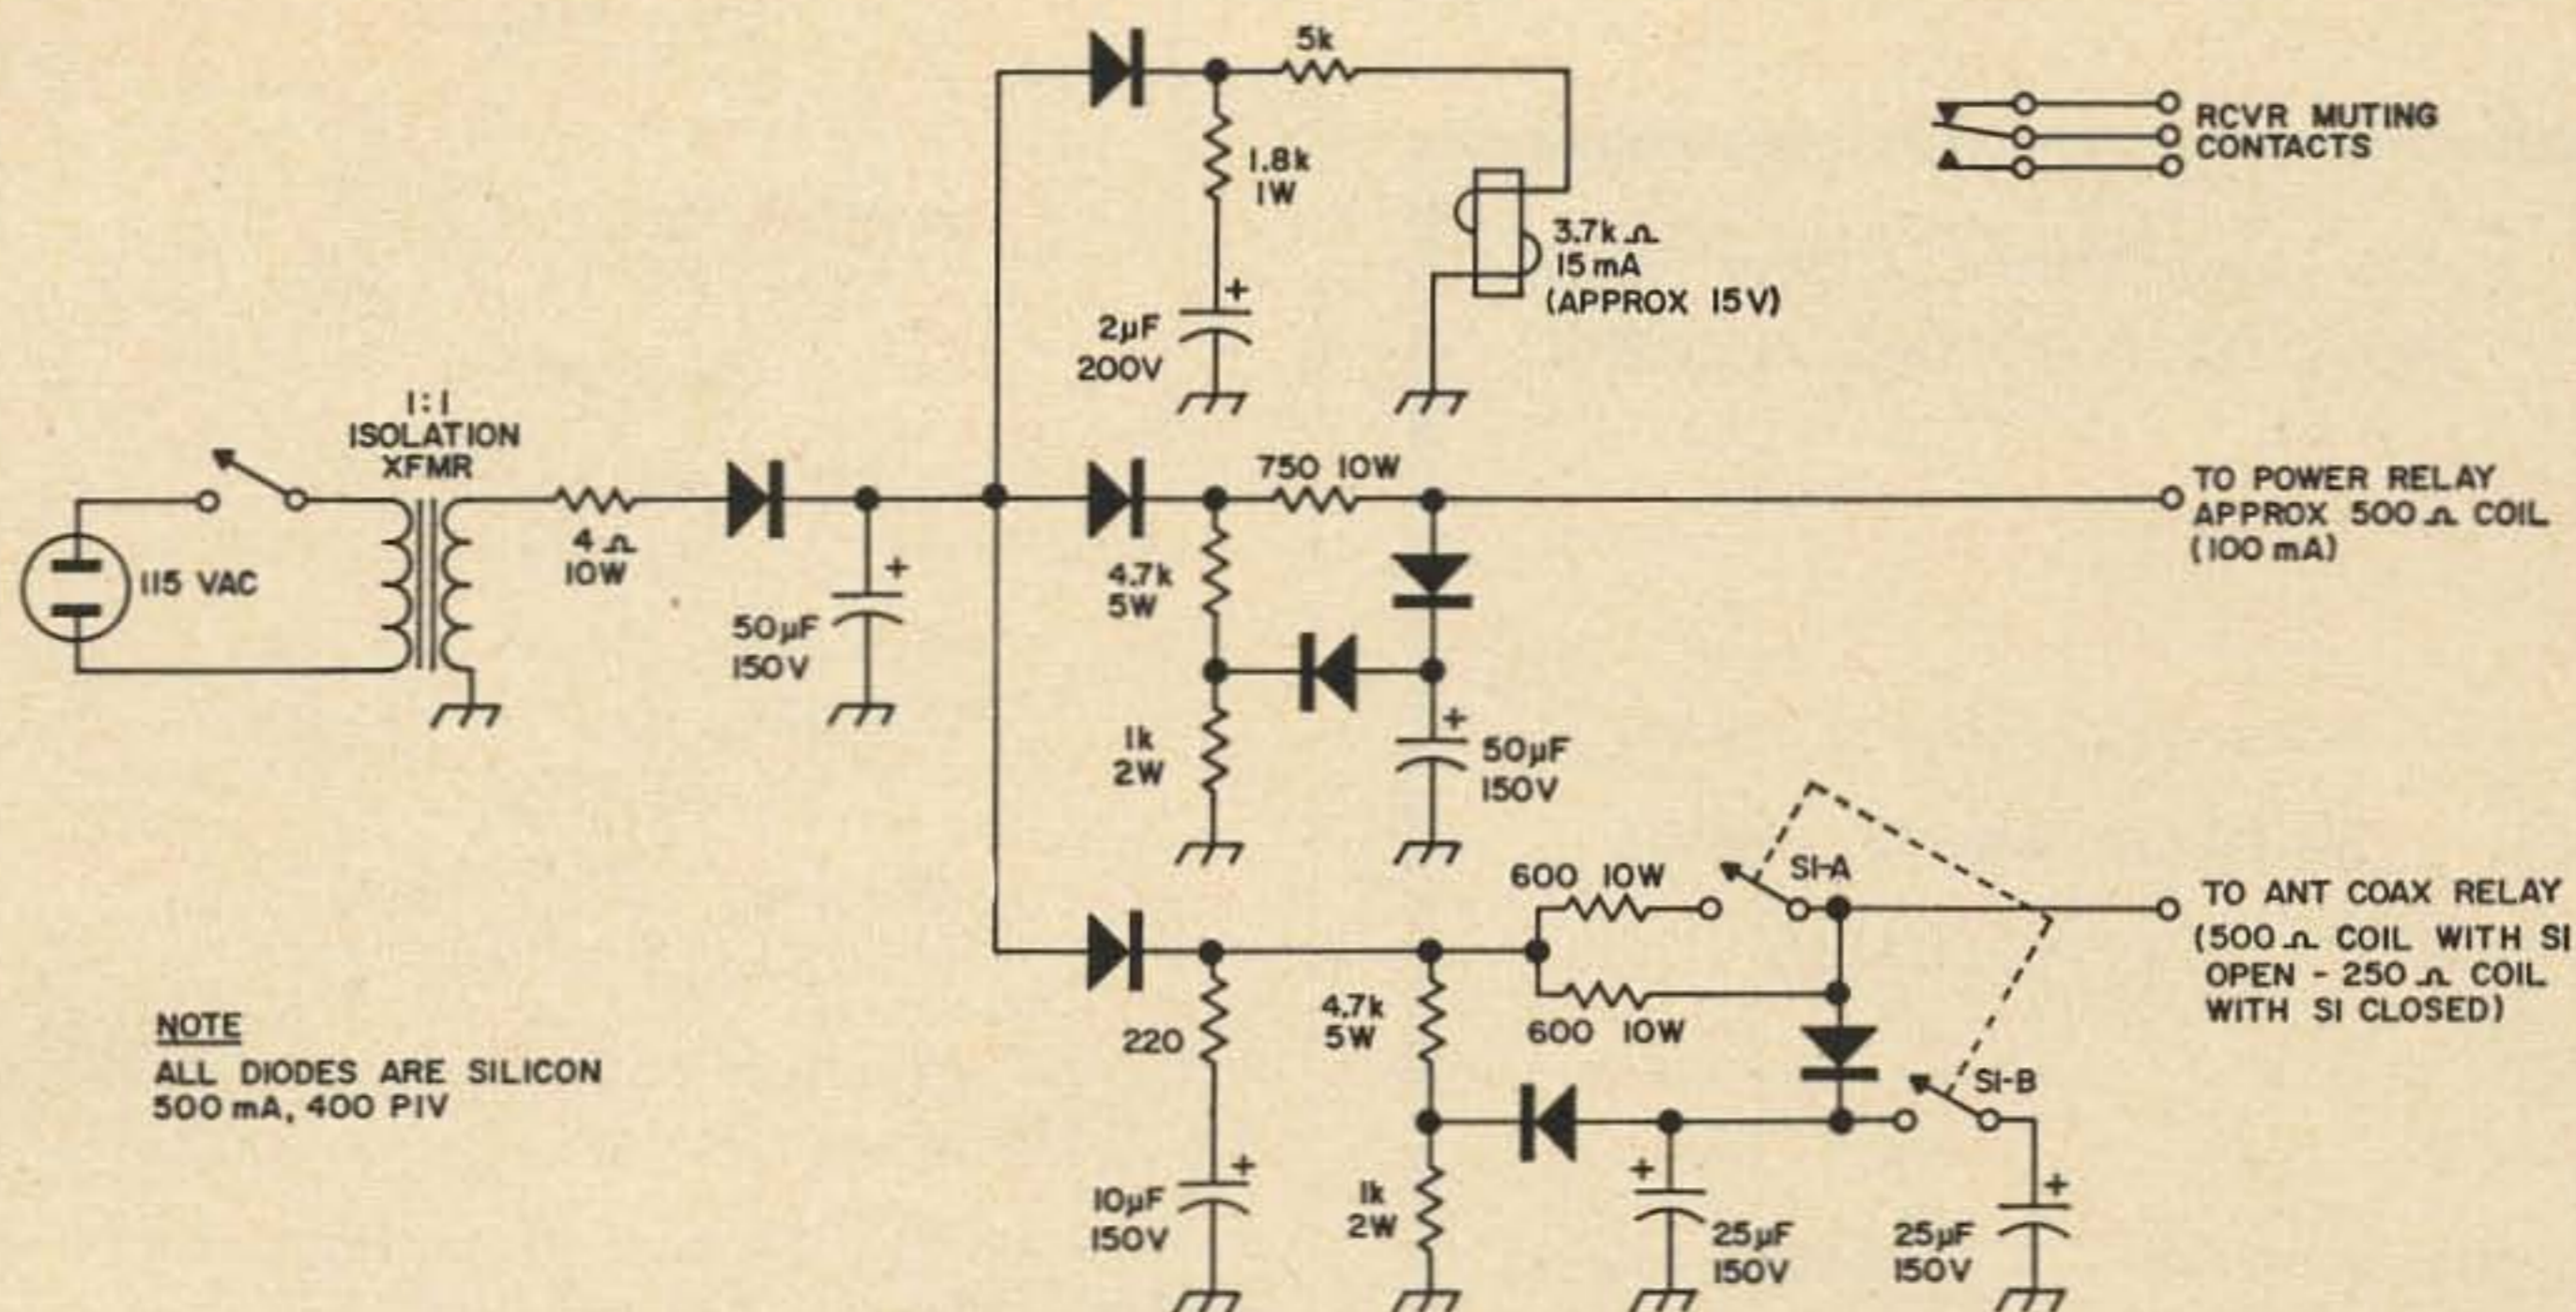 5k
1.8k
1W
RCVR MUTING
CONTACTS
3.7k Ω
15 mA
(APPROX 15V)
2µF
200V
1:1
ISOLATION
XFMR
750 10W
TO POWER RELAY
APPROX 500 Ω COIL
(100 mA)
4 Ω
10W
115 VAC
+
50µF
150V
4.7k
5W
1k
2W
+
50µF
150V
600 10W
S1-A
TO ANT COAX RELAY
(500 Ω COIL WITH S1
OPEN - 250 Ω COIL
WITH S1 CLOSED)
NOTE
ALL DIODES ARE SILICON
500 mA, 400 PIV
220
4.7k
5W
600 10W
S1-B
+
10µF
150V
1k
2W
+
25µF
150V
+
25µF
150V
+